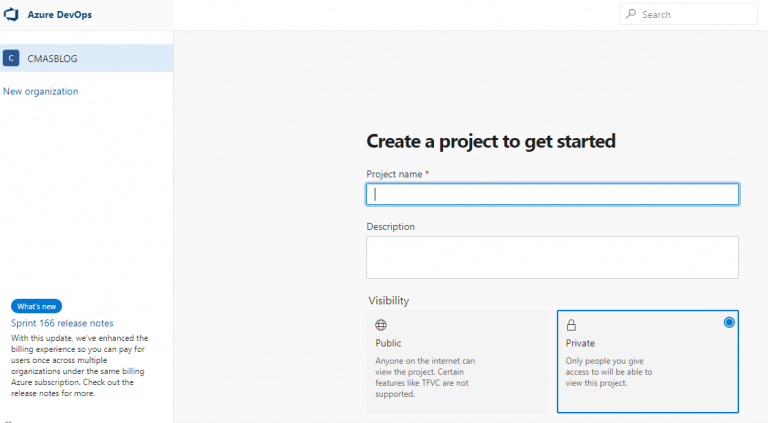 Azure DevOps
Search
C
CMASBLOG
New organization
Create a project to get started
Project name *
Description
Visibility
Public
Anyone on the internet can
view the project. Certain
features like TFVC are not
supported.
Private
Only people you give
access to will be able to
view this project.
What's new
Sprint 166 release notes
With this update, we've enhanced the
billing experience so you can pay for
users once across multiple
organizations under the same billing
Azure subscription. Check out the
release notes for more.